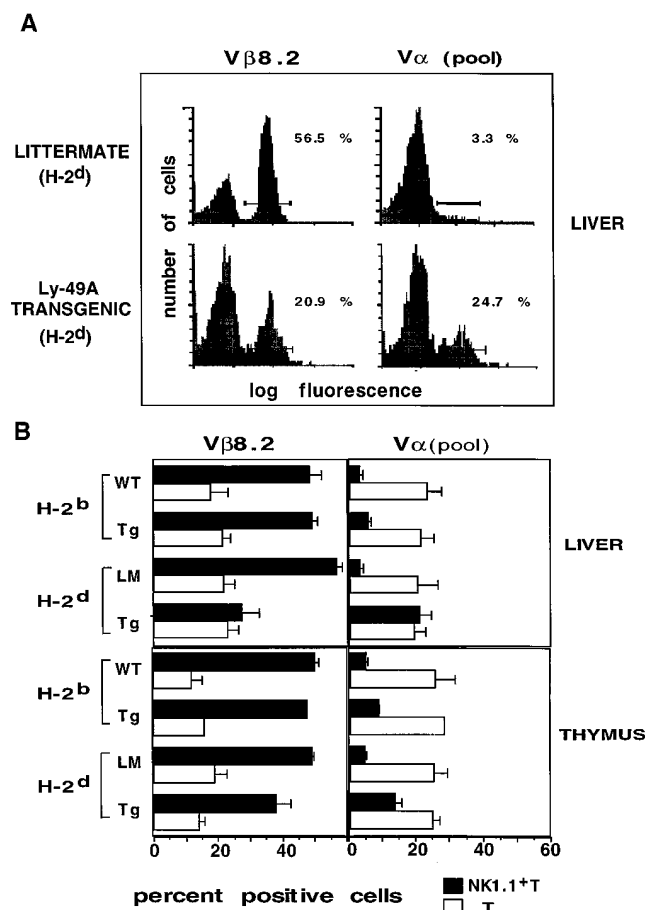 A
Vβ8.2 Vα (pool)
LITTERMATE
(H-2d)
56.5 %
3.3 %
LIVER
number of cells
Ly-49A
TRANSGENIC
(H-2d)
20.9 %
24.7 %
log fluorescence
B
Vβ8.2 Vα(pool)
H-2b
WT
Tg
H-2d
LM
Tg
LIVER
H-2b
WT
Tg
H-2d
LM
Tg
THYMUS
0 20 40 0 20 40 60
percent positive cells
NK1.1+T
T